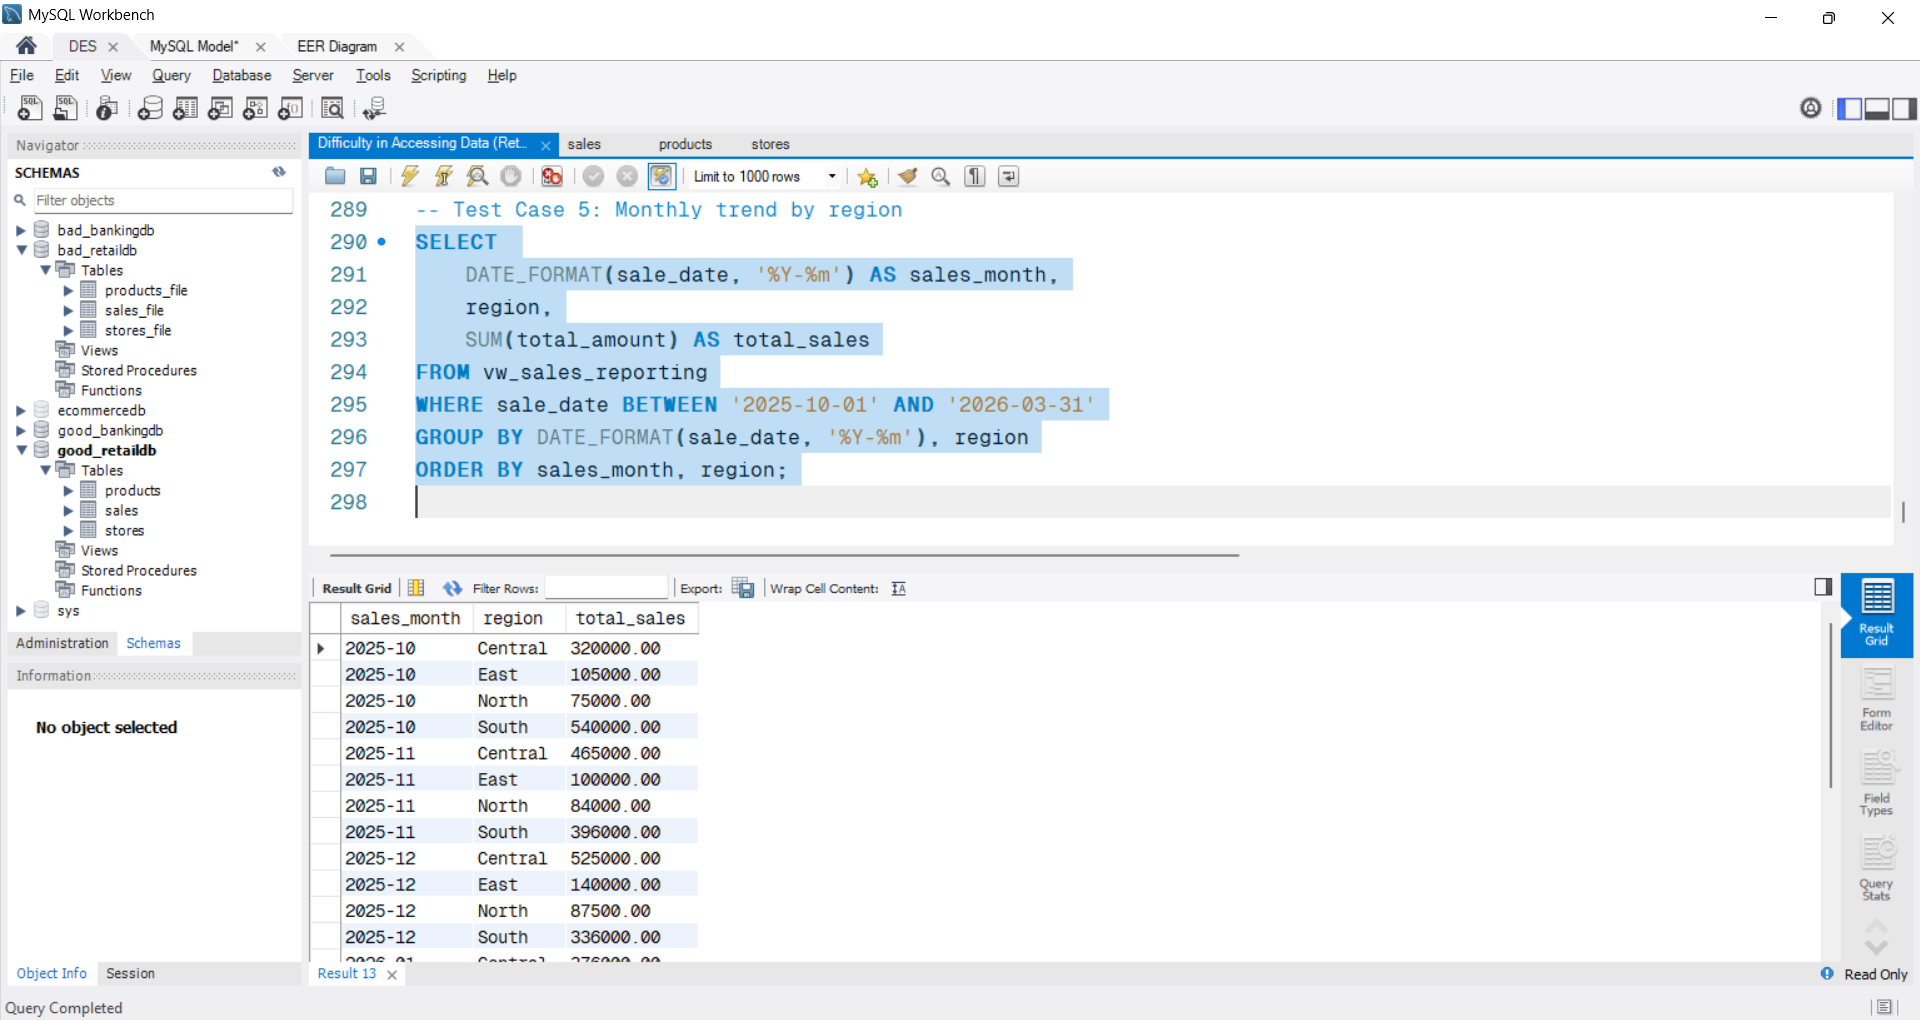 MySQL Workbench
DES
MySQL Model*
EER Diagram
File Edit View Query Database Server Tools Scripting Help
Navigator
SCHEMAS
Filter objects
bad_bankingdb
bad_retaildb
Tables
products_file
sales_file
stores_file
Views
Stored Procedures
Functions
ecommercedb
good_bankingdb
good_retaildb
Tables
products
sales
stores
Views
Stored Procedures
Functions
sys
Administration Schemas
Information
No object selected
Object Info Session
Difficulty in Accessing Data (Ret... sales products stores
Limit to 1000 rows
289 -- Test Case 5: Monthly trend by region
290 SELECT
291 DATE_FORMAT(sale_date, '%Y-%m') AS sales_month,
292 region,
293 SUM(total_amount) AS total_sales
294 FROM vw_sales_reporting
295 WHERE sale_date BETWEEN '2025-10-01' AND '2026-03-31'
296 GROUP BY DATE_FORMAT(sale_date, '%Y-%m'), region
297 ORDER BY sales_month, region;
298
Result Grid Filter Rows: Export: Wrap Cell Content:
sales_month region total_sales
2025-10 Central 320000.00
2025-10 East 105000.00
2025-10 North 75000.00
2025-10 South 540000.00
2025-11 Central 465000.00
2025-11 East 100000.00
2025-11 North 84000.00
2025-11 South 396000.00
2025-12 Central 525000.00
2025-12 East 140000.00
2025-12 North 87500.00
2025-12 South 336000.00
Result 13
Result
Grid
Form
Editor
Field
Types
Query
Stats
Read Only
Query Completed